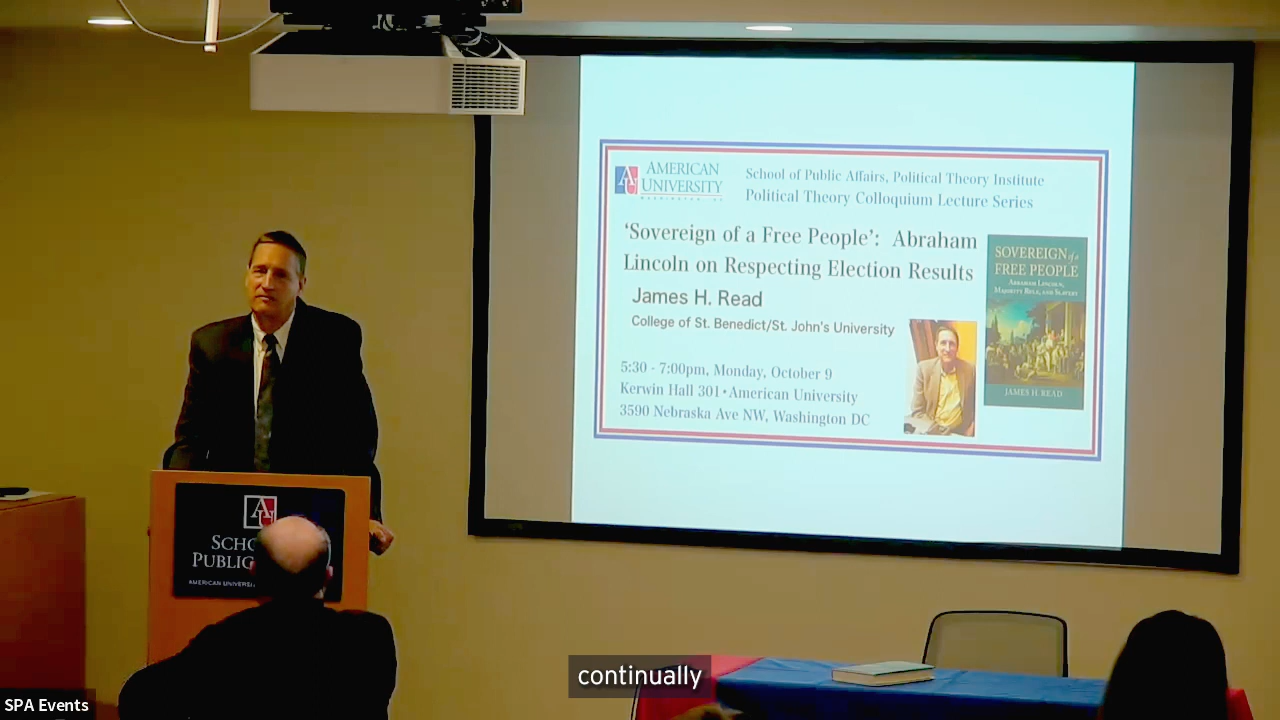 AMERICAN
UNIVERSITY
WASHINGTON, DC
School of Public Affairs, Political Theory Institute
Political Theory Colloquium Lecture Series
‘Sovereign of a Free People’: Abraham
Lincoln on Respecting Election Results
James H. Read
College of St. Benedict/St. John's University
5:30 - 7:00pm, Monday, October 9
Kerwin Hall 301 • American University
3590 Nebraska Ave NW, Washington DC
SOVEREIGN of a
FREE PEOPLE
ABRAHAM LINCOLN,
MAJORITY RULE, AND SLAVERY
JAMES H. READ
AU
PUBLIC
AMERICAN
continually
SPA Events